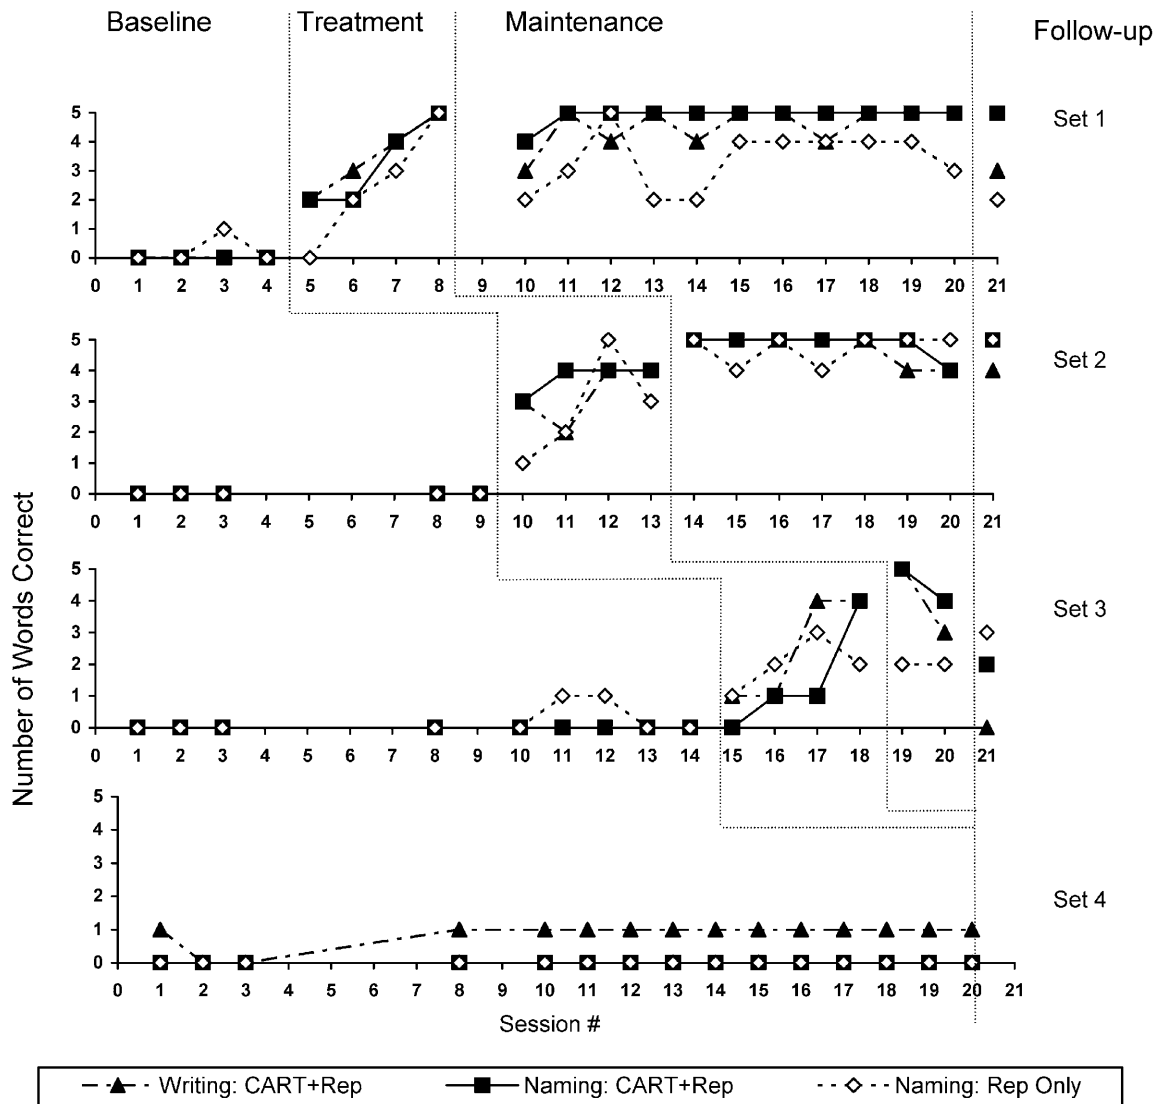 Baseline Treatment Maintenance Follow-up
Set 1
5
4
3
2
1
0
0 1 2 3 4 5 6 7 8 9 10 11 12 13 14 15 16 17 18 19 20 21
Set 2
5
4
3
2
1
0
0 1 2 3 4 5 6 7 8 9 10 11 12 13 14 15 16 17 18 19 20 21
Number of Words Correct
Set 3
5
4
3
2
1
0
0 1 2 3 4 5 6 7 8 9 10 11 12 13 14 15 16 17 18 19 20 21
Set 4
5
4
3
2
1
0
0 1 2 3 4 5 6 7 8 9 10 11 12 13 14 15 16 17 18 19 20 21
Session #
Writing: CART+Rep Naming: CART+Rep Naming: Rep Only